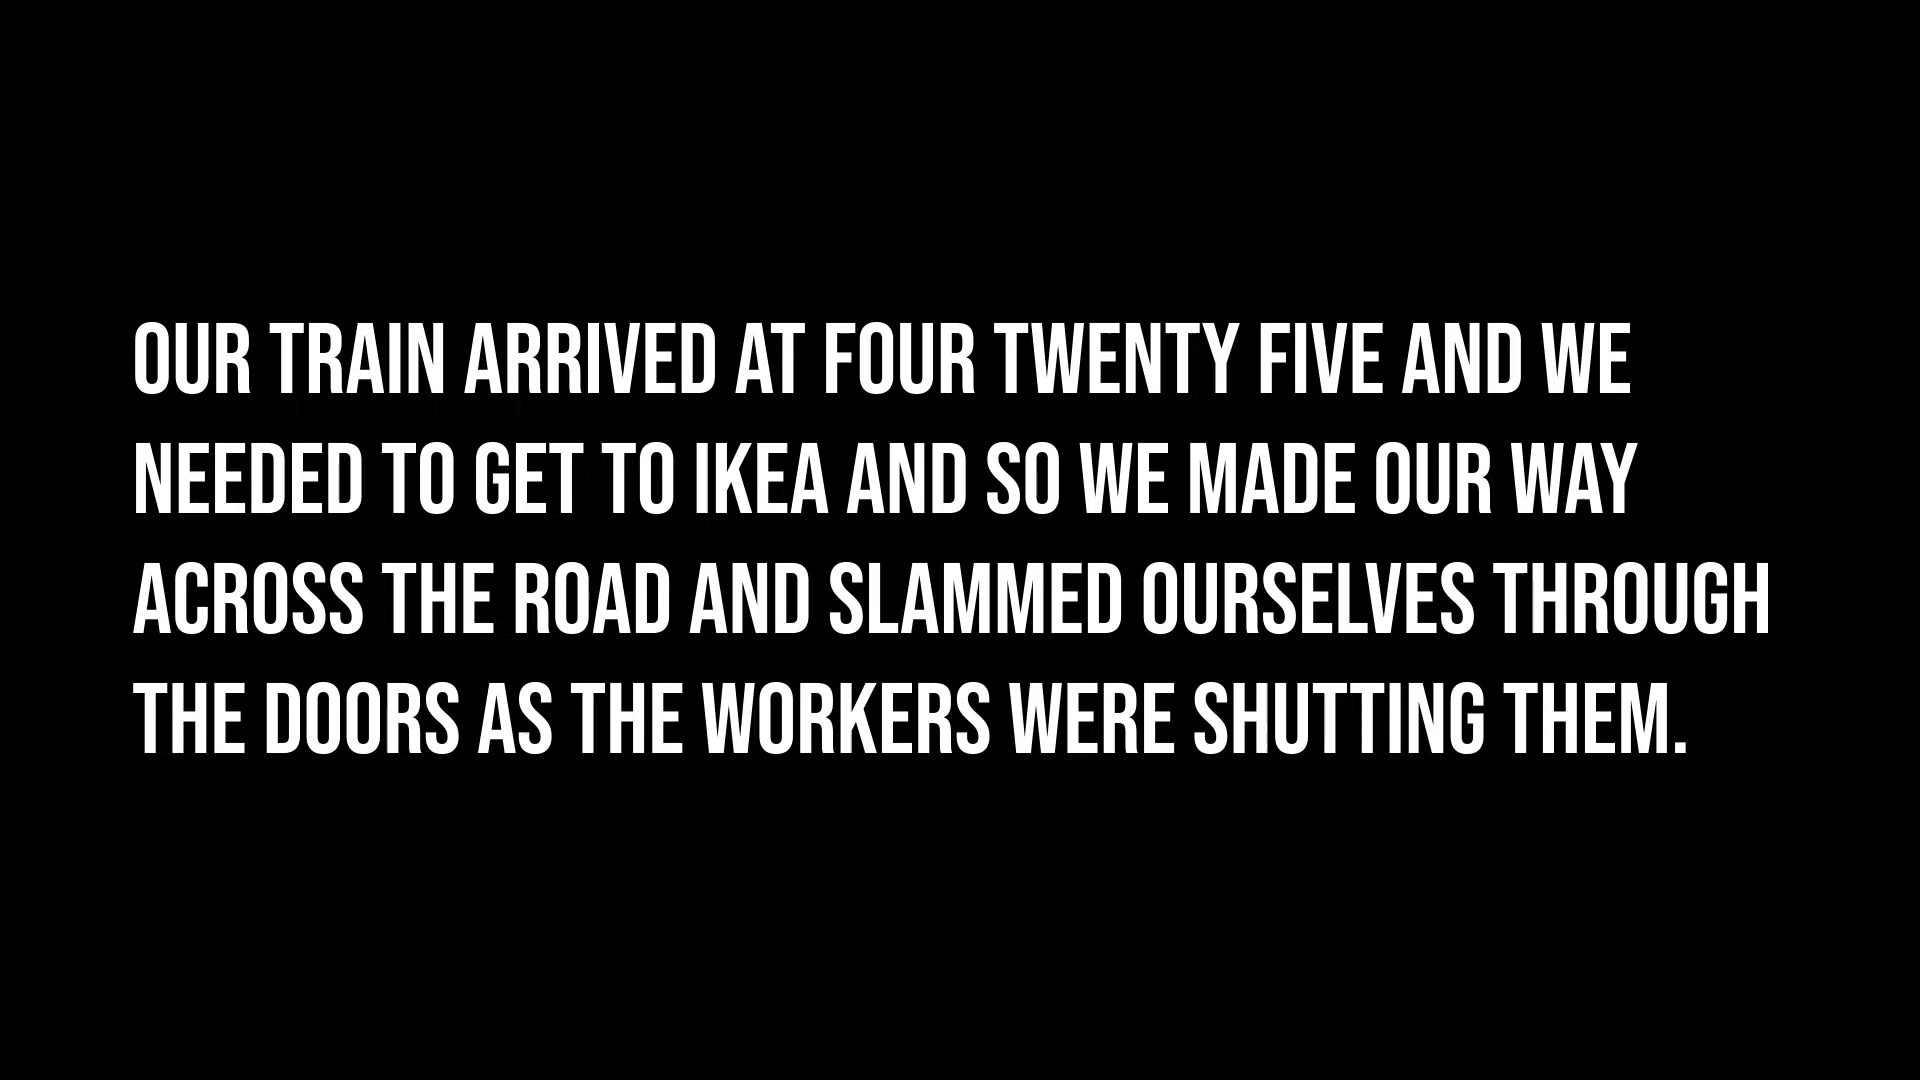 OUR TRAIN ARRIVED AT FOUR TWENTY FIVE AND WE
NEEDED TO GET TO IKEA AND SO WE MADE OUR WAY
ACROSS THE ROAD AND SLAMMED OURSELVES THROUGH
THE DOORS AS THE WORKERS WERE SHUTTING THEM.